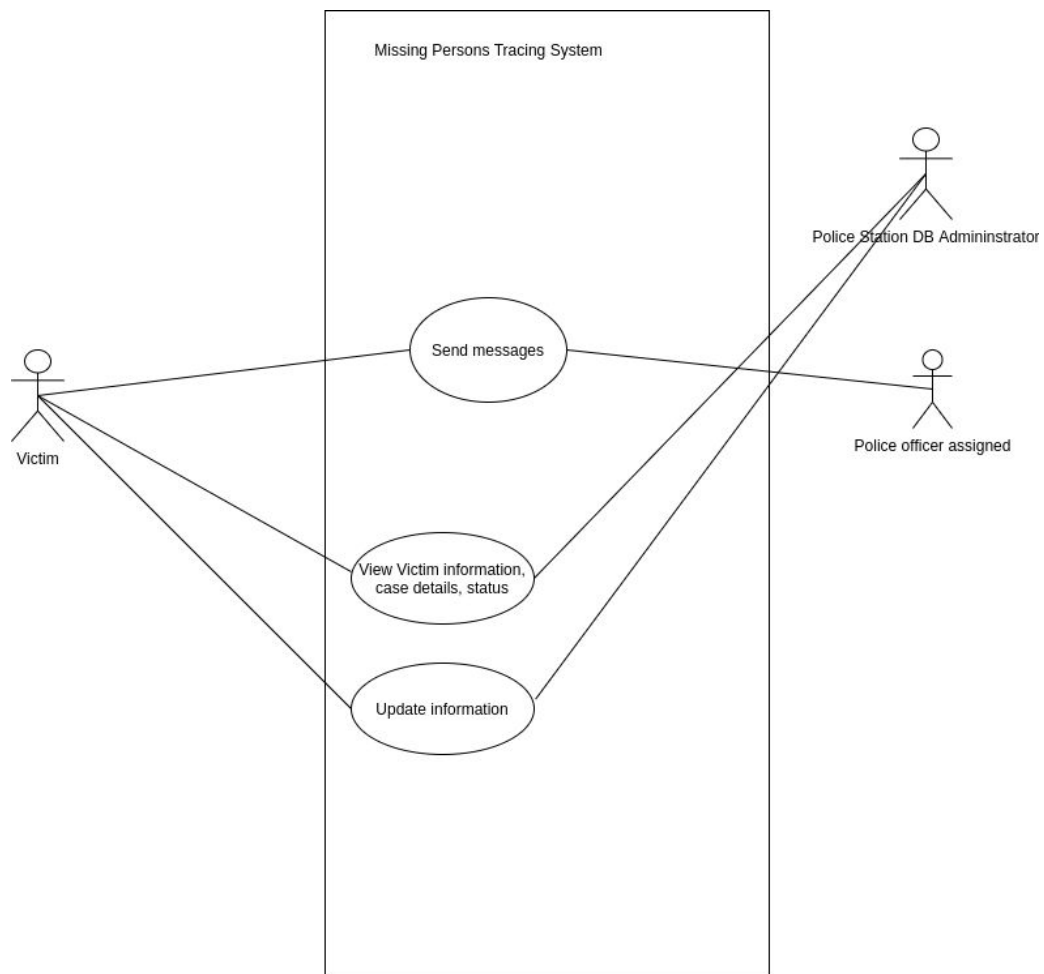 Missing Persons Tracing System
Police Station DB Admininstrator
Send messages
Police officer assigned
Victim
View Victim information,
case details, status
Update information